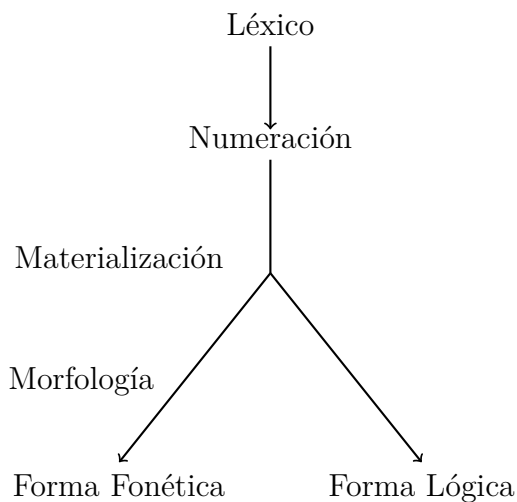 Léxico
Numeración
Materialización
Morfología
Forma Fonética
Forma Lógica